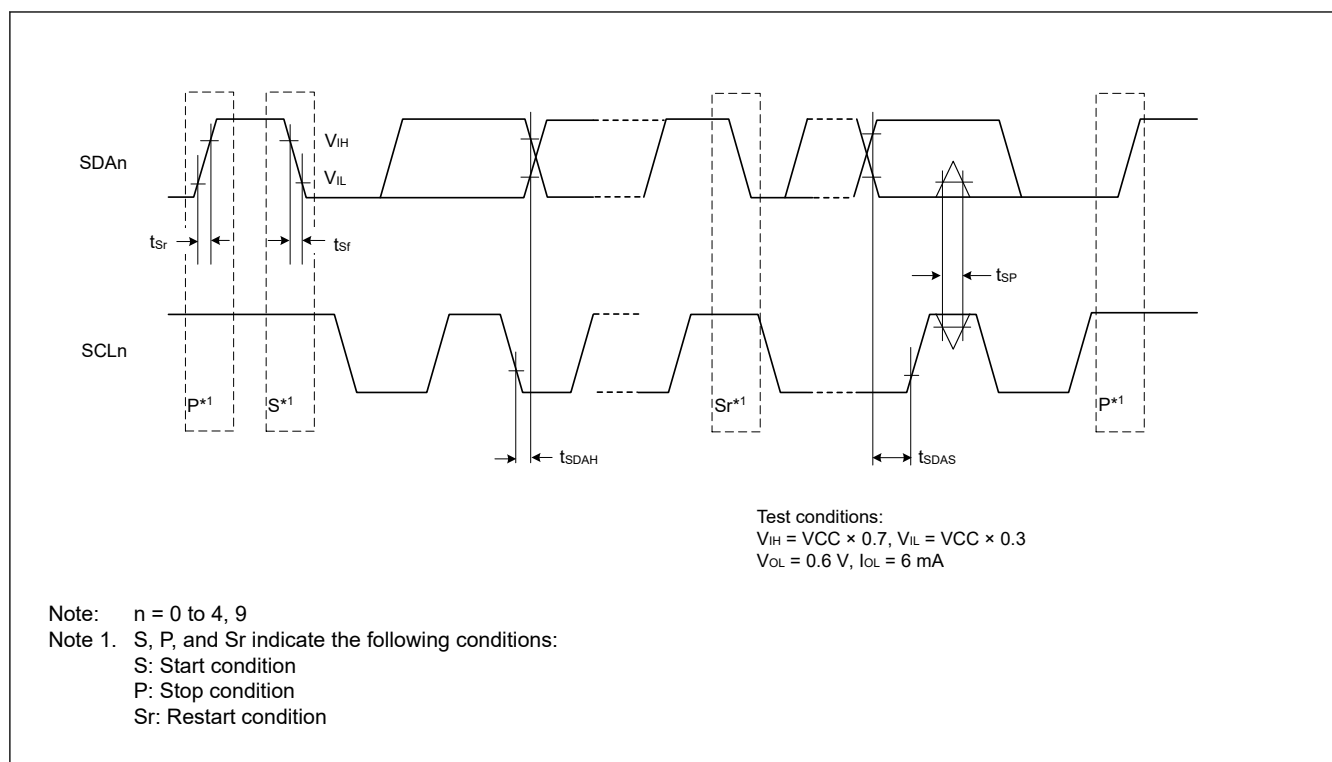 SDAn
VIH
VIL
tSr
tSf
tSP
SCLn
P*1
S*1
Sr*1
P*1
tSDAH
tSDAS
Test conditions:
VIH = VCC × 0.7, VIL = VCC × 0.3
VOL = 0.6 V, IOL = 6 mA
Note: n = 0 to 4, 9
Note 1. S, P, and Sr indicate the following conditions:
S: Start condition
P: Stop condition
Sr: Restart condition